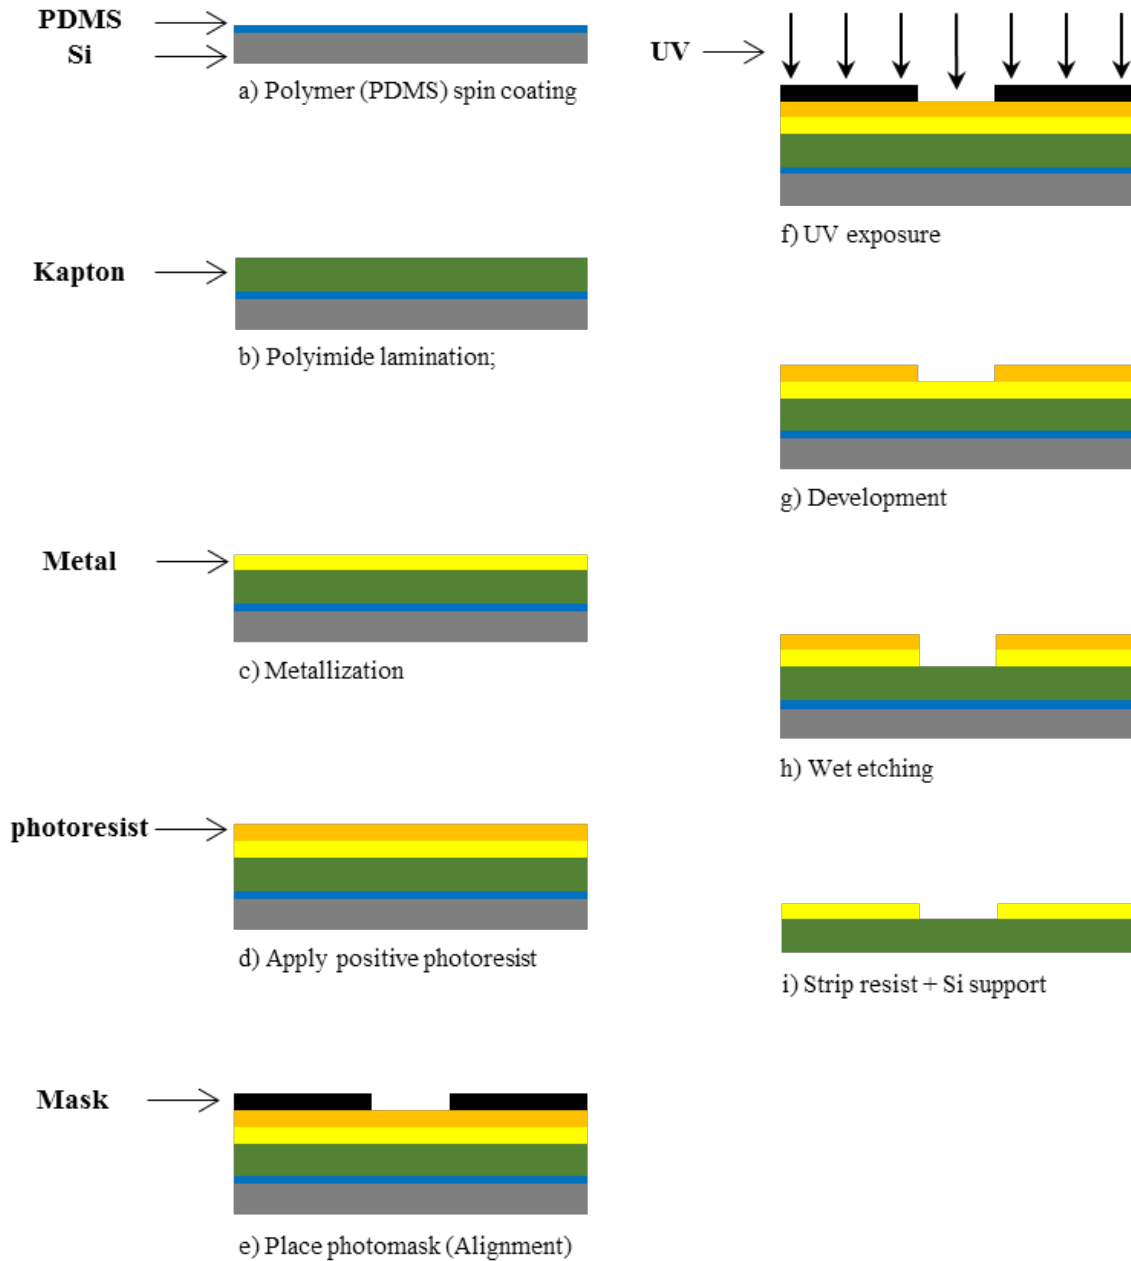 PDMS
Si
a) Polymer (PDMS) spin coating
Kapton
b) Polyimide lamination;
Metal
c) Metallization
photoresist
d) Apply positive photoresist
Mask
e) Place photomask (Alignment)
UV
f) UV exposure
g) Development
h) Wet etching
i) Strip resist + Si support